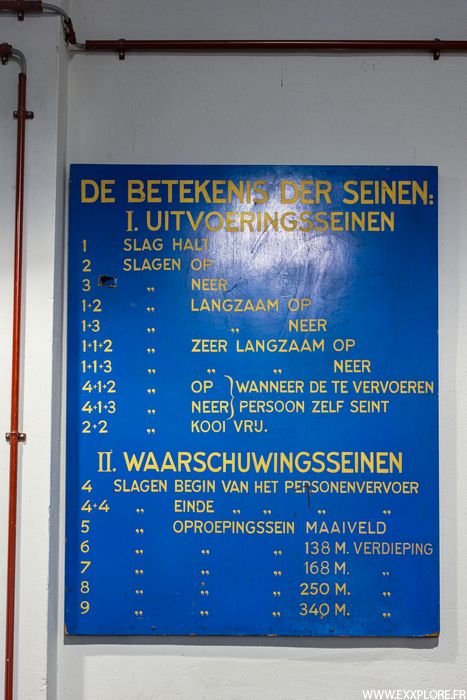 DE BETEKENIS DER SEINEN:
I. UITVOERINGSSEINEN
1 SLAG HALT
2 SLAGEN OP
3 „ NEER
1+2 „ LANGZAAM OP
1+3 „ „ NEER
1+1+2 „ ZEER LANGZAAM OP
1+1+3 „ „ „ NEER
4+1+2 „ OP } WANNEER DE TE VERVOEREN
4+1+3 „ NEER } PERSOON ZELF SEINT
2+2 „ KOOI VRIJ.
II. WAARSCHUWINGSSEINEN
4 SLAGEN BEGIN VAN HET PERSONENVERVOER
4+4 „ EINDE „ „ „
5 „ OPROEPINGSSEIN MAAIVELD
6 „ „ „ 138 M. VERDIEPING
7 „ „ „ 168 M. „
8 „ „ „ 250 M. „
9 „ „ „ 340 M. „
WWW.EXXPLORE.FR